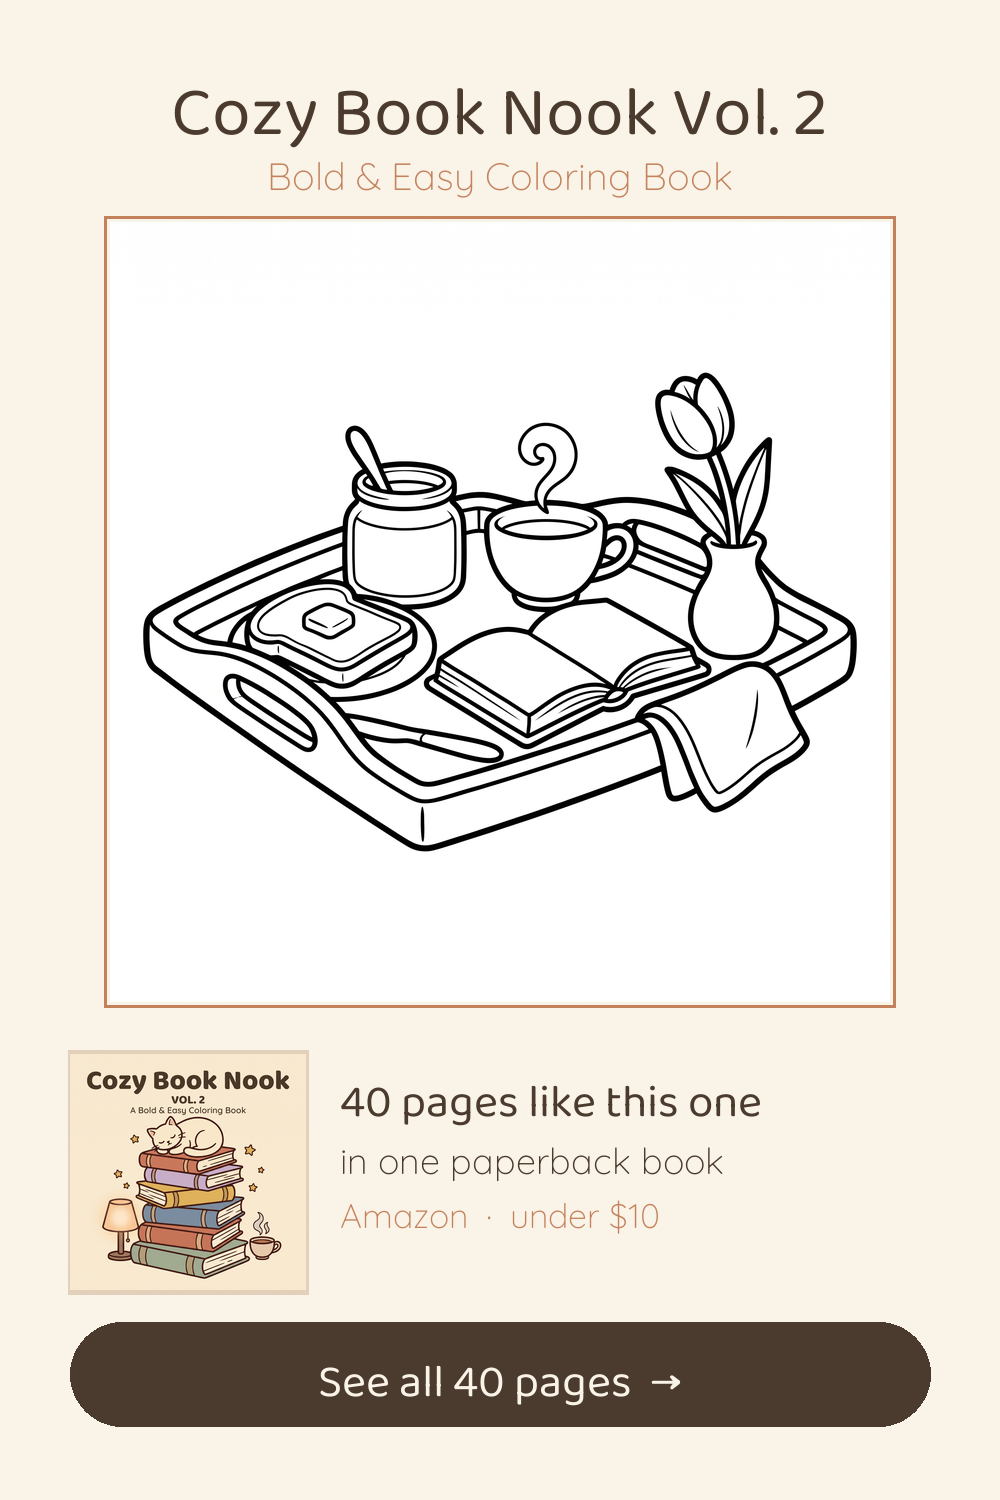 Cozy Book Nook Vol. 2
Bold & Easy Coloring Book
Cozy Book Nook
VOL. 2
A Bold & Easy Coloring Book
40 pages like this one
in one paperback book
Amazon · under $10
See all 40 pages →